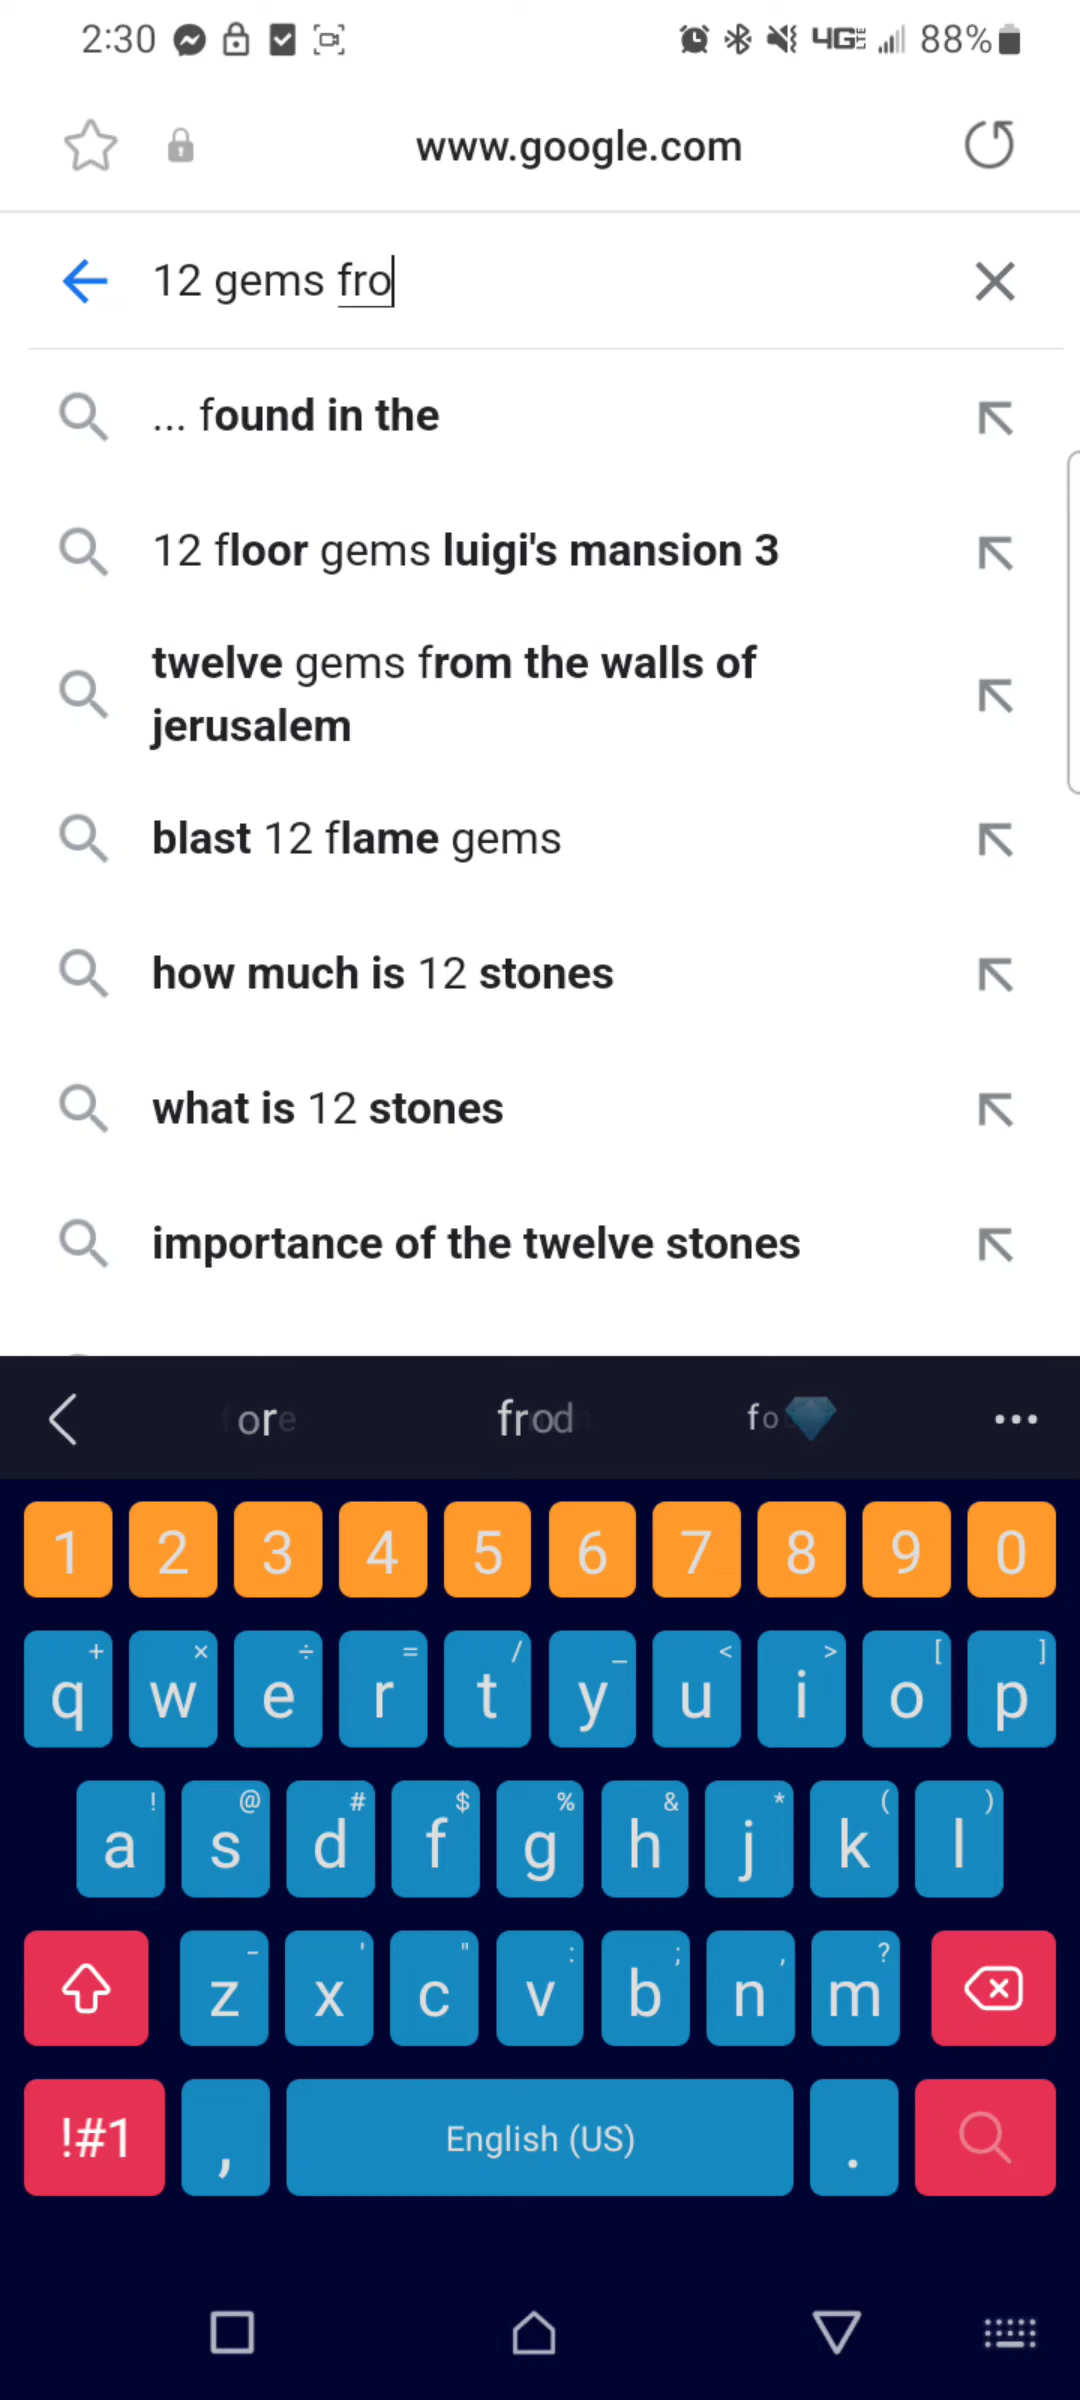 2:30 4G LTE 88%
www.google.com
12 gems fro
... found in the
12 floor gems luigi's mansion 3
twelve gems from the walls of
jerusalem
blast 12 flame gems
how much is 12 stones
what is 12 stones
importance of the twelve stones
1 2 3 4 5 6 7 8 9 0
+ × ÷ = / _ < > [ ]
q w e r t y u i o p
! @ # $ % & * ( )
a s d f g h j k l
- ' " : ; , ?
z x c v b n m
!#1 , English (US) .